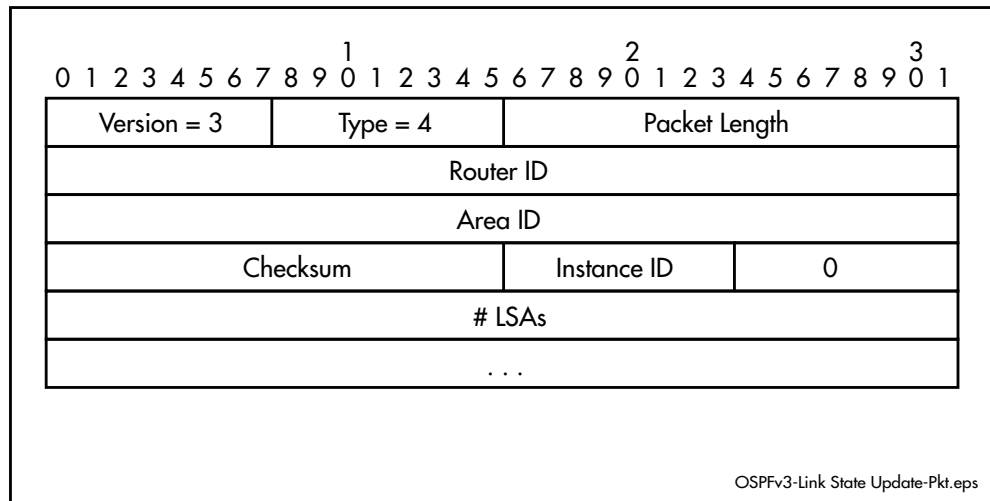 1 2 3
0 1 2 3 4 5 6 7 8 9 0 1 2 3 4 5 6 7 8 9 0 1 2 3 4 5 6 7 8 9 0 1
Version = 3 Type = 4 Packet Length
Router ID
Area ID
Checksum Instance ID 0
# LSAs
. . .
OSPFv3-Link State Update-Pkt.eps